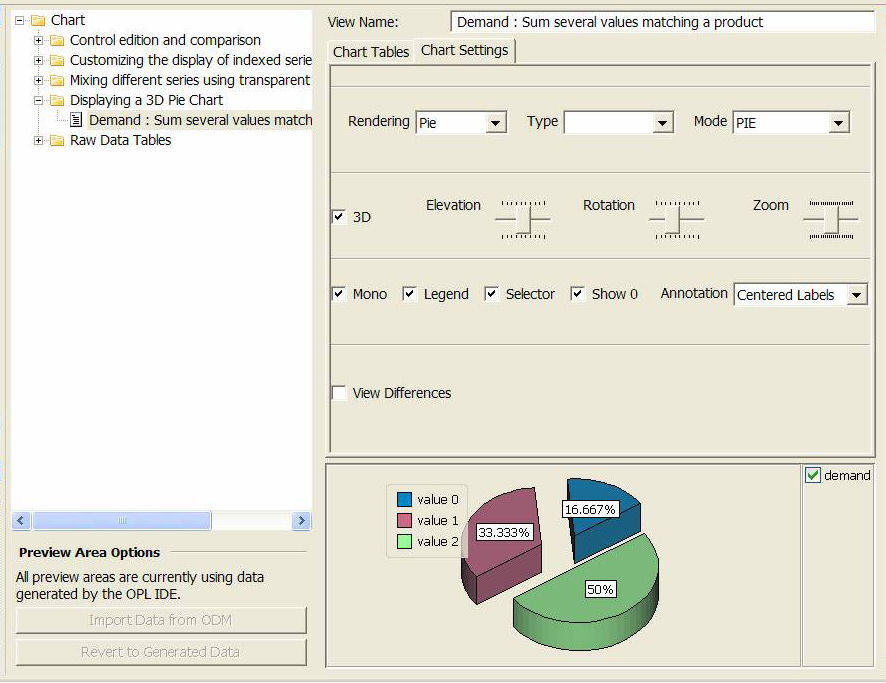 Chart
Control edition and comparison
Customizing the display of indexed serie
Mixing different series using transparent
Displaying a 3D Pie Chart
Demand : Sum several values match
Raw Data Tables
Preview Area Options
All preview areas are currently using data
generated by the OPL IDE.
Import Data from ODM
Revert to Generated Data
View Name: Demand : Sum several values matching a product
Chart Tables Chart Settings
Rendering Pie Type Mode PIE
3D Elevation Rotation Zoom
Mono Legend Selector Show 0 Annotation Centered Labels
View Differences
value 0
value 1
value 2
16.667%
33.333%
50%
demand